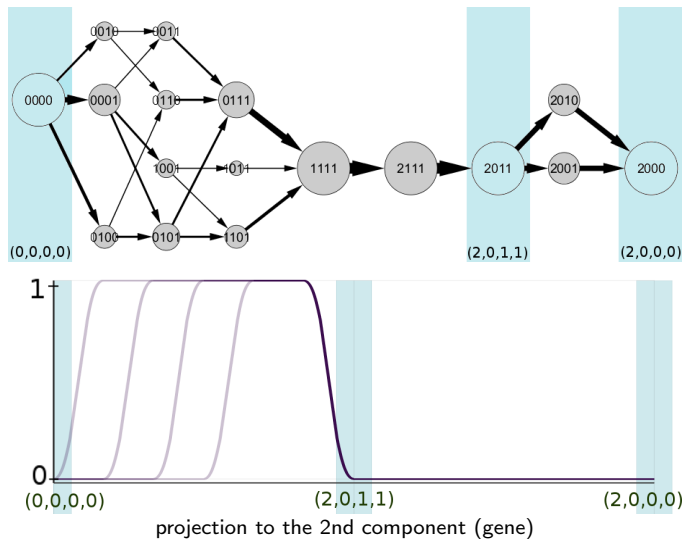 0010 0011
0000 0001 0110 0111 2010
1001 1011 1111 2111 2011 2001 2000
0100 0101 1101
(0,0,0,0) (2,0,1,1) (2,0,0,0)
1
0
(0,0,0,0) (2,0,1,1) (2,0,0,0)
projection to the 2nd component (gene)